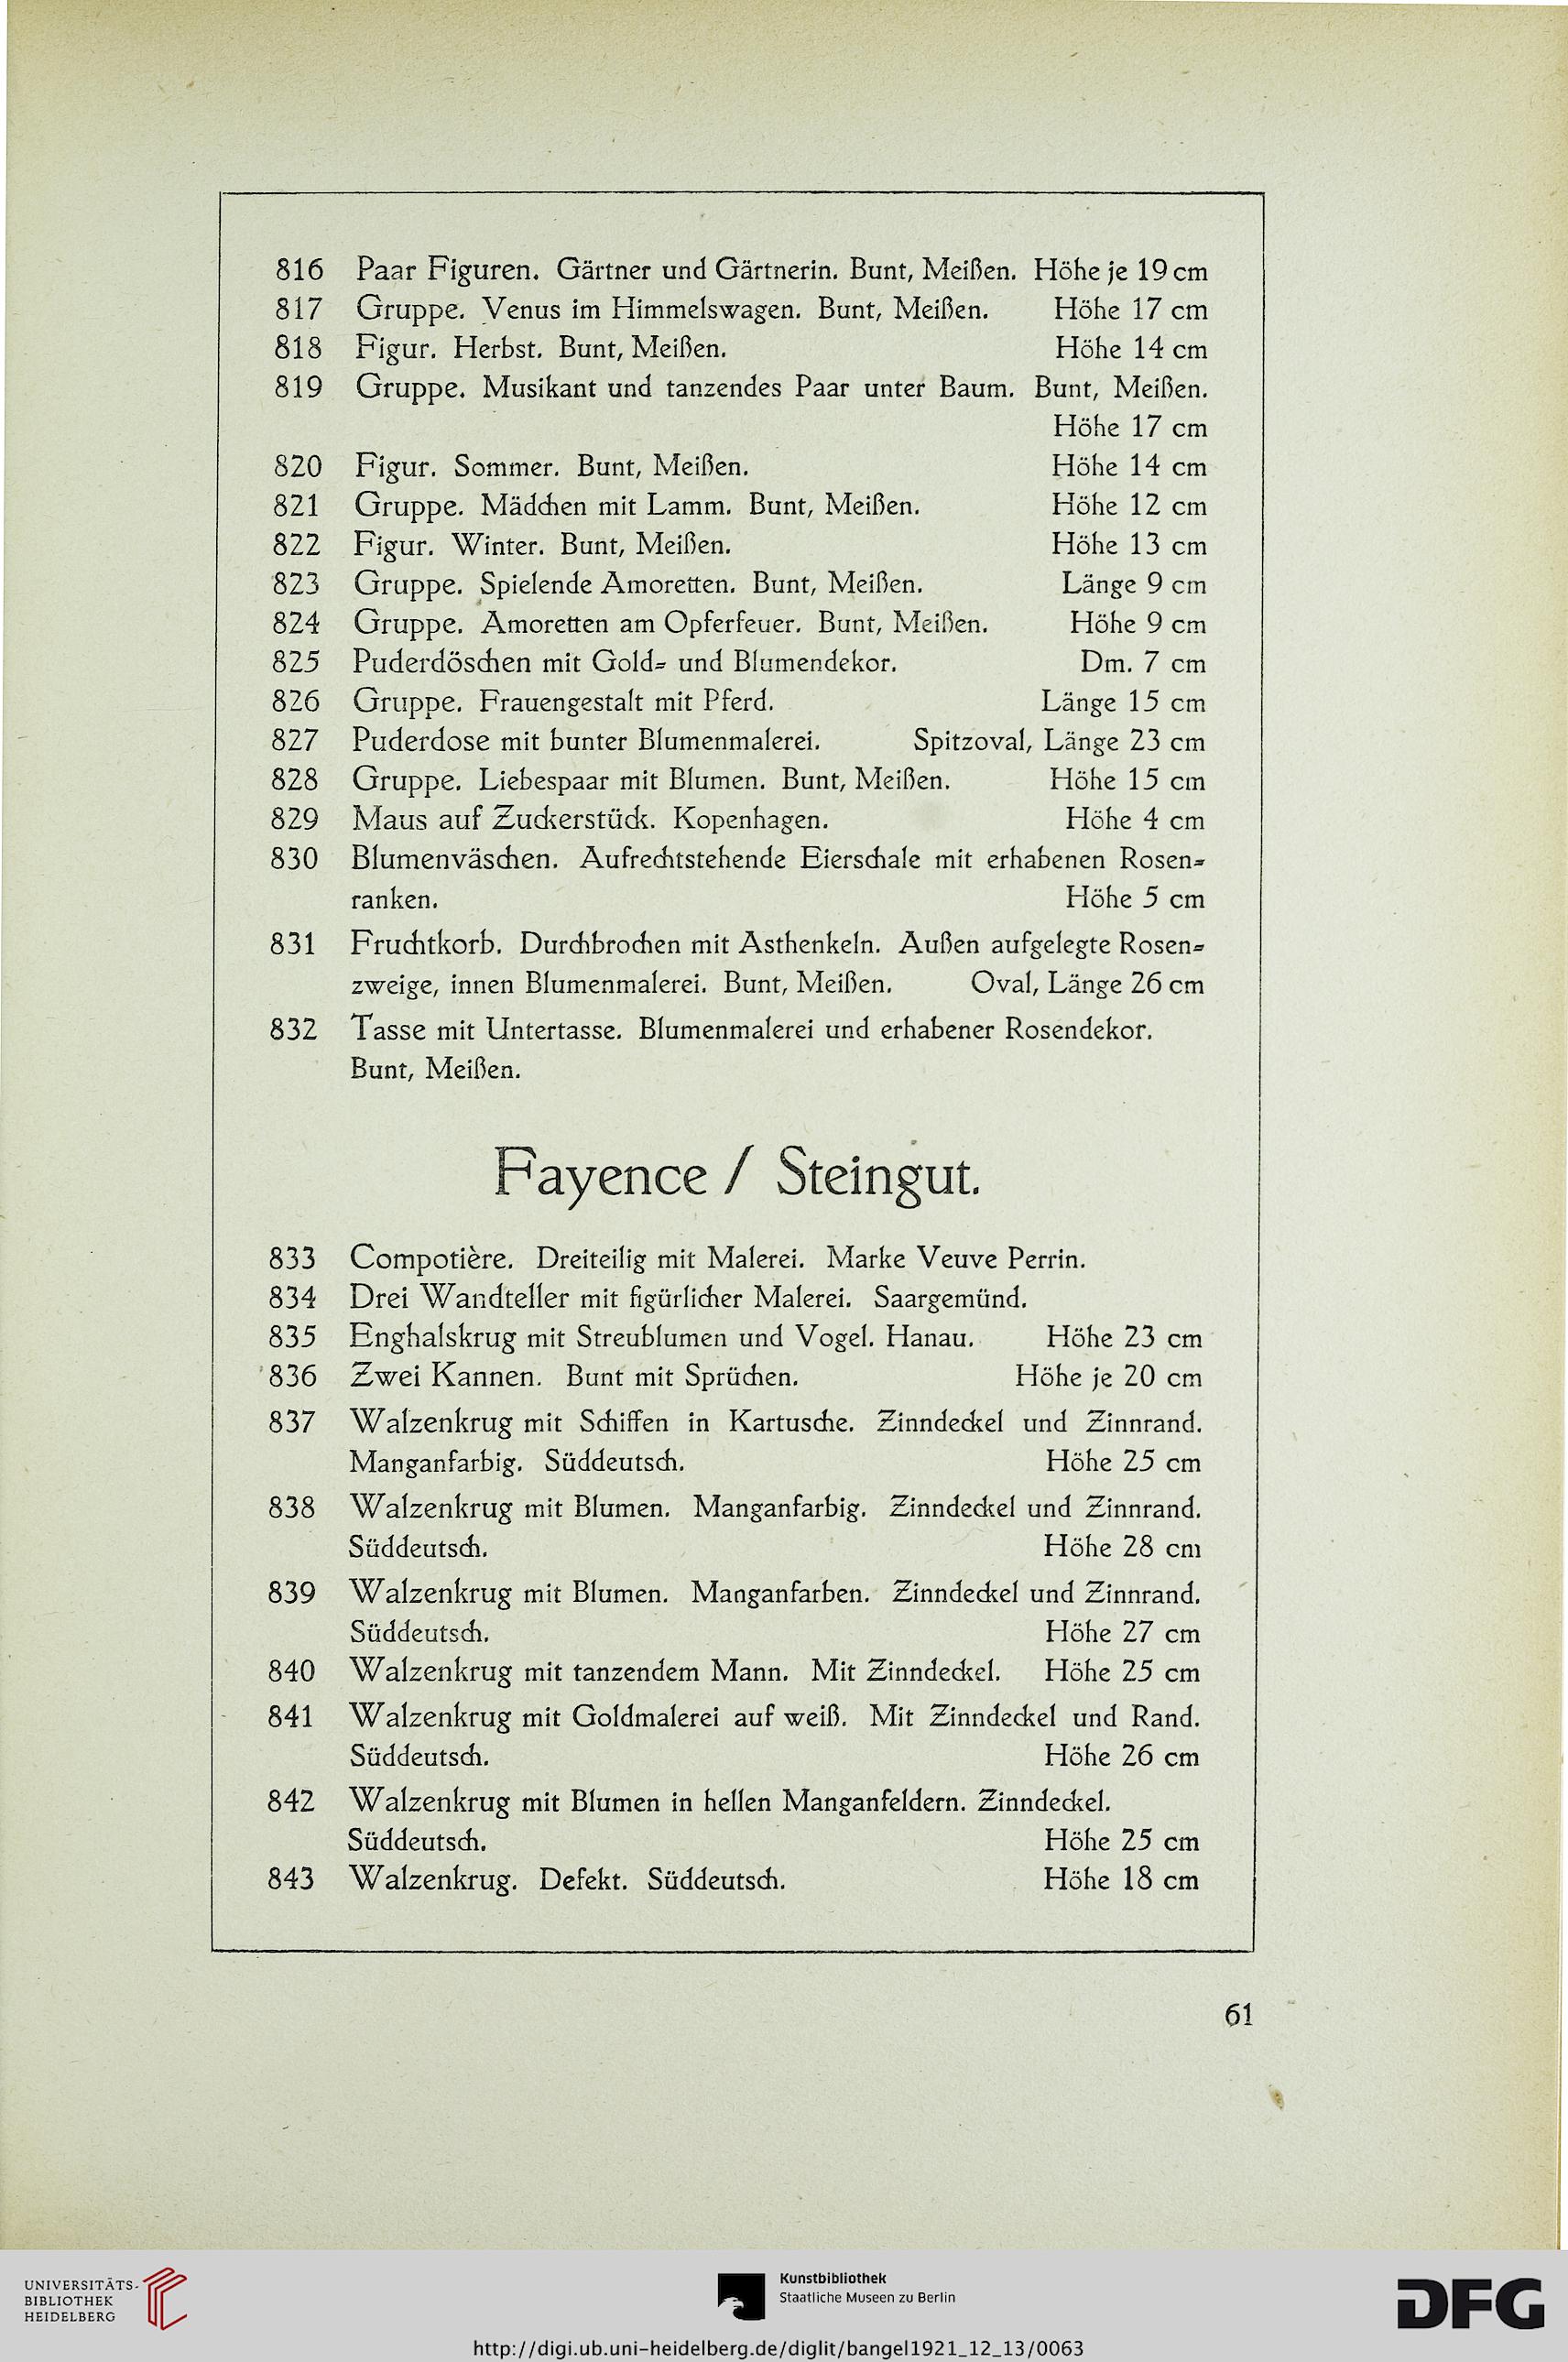 816 Paar Figuren. Gärtner und Gärtnerin. Bunt, Meißen. Höhe je 19 cm
817 Gruppe. Venus im Himmelswagen. Bunt, Meißen. Höhe 17 cm
818 Figur. Herbst. Bunt, Meißen. Höhe 14 cm
819 Gruppe. Musikant und tanzendes Paar unter Baum. Bunt, Meißen.
Höhe 17 cm
820 Figur. Sommer. Bunt, Meißen. Höhe 14 cm
821 Gruppe. Mädchen mit Lamm. Bunt, Meißen. Höhe 12 cm
822 Figur. Winter. Bunt, Meißen. Höhe 13 cm
823 Gruppe. Spielende Amoretten. Bunt, Meißen. Länge 9 cm
824 Gruppe. Amoretten am Opferfeuer. Bunt, Meißen. Höhe 9 cm
825 Puderdöschen mit Gold- und Blumendekor. Dm. 7 cm
826 Gruppe. Frauengestalt mit Pferd. Länge 15 cm
827 Puderdose mit bunter Blumenmalerei. Spitzoval, Länge 23 cm
828 Gruppe. Liebespaar mit Blumen. Bunt, Meißen. Höhe 15 cm
829 Maus auf Zuckerstück. Kopenhagen. Höhe 4 cm
830 Blumenväschen. Aufrechtstehende Eierschale mit erhabenen Rosen-
ranken. Höhe 5 cm
831 Fruchtkorb. Durchbrochen mit Asthenkeln. Außen aufgelegte Rosen-
zweige, innen Blumenmalerei. Bunt, Meißen. Oval, Länge 26 cm
832 Tasse mit Untertasse. Blumenmalerei und erhabener Rosendekor.
Bunt, Meißen.
Fayence / Steingut.
833 Compotière. Dreiteilig mit Malerei. Marke Veuve Perrin.
834 Drei Wandteller mit figürlicher Malerei. Saargemünd.
835 Enghalskrug mit Streublumen und Vogel. Hanau. Höhe 23 cm
836 Zwei Kannen. Bunt mit Sprüchen. Höhe je 20 cm
837 Walzenkrug mit Schiffen in Kartusche. Zinndeckel und Zinnrand.
Manganfarbig. Süddeutsch. Höhe 25 cm
838 Walzenkrug mit Blumen. Manganfarbig. Zinndeckel und Zinnrand.
Süddeutsch. Höhe 28 cm
839 Walzenkrug mit Blumen. Manganfarben. Zinndeckel und Zinnrand.
Süddeutsch. Höhe 27 cm
840 Walzenkrug mit tanzendem Mann. Mit Zinndeckel. Höhe 25 cm
841 Walzenkrug mit Goldmalerei auf weiß. Mit Zinndeckel und Rand.
Süddeutsch. Höhe 26 cm
842 Walzenkrug mit Blumen in hellen Manganfeldern. Zinndeckel.
Süddeutsch. Höhe 25 cm
843 Walzenkrug. Defekt. Süddeutsch. Höhe 18 cm
61
UNIVERSITÄTS-
BIBLIOTHEK
HEIDELBERG
Kunstbibliothek
Staatliche Museen zu Berlin
DFG
http://digi.ub.uni-heidelberg.de/diglit/bangel1921_12_13/0063